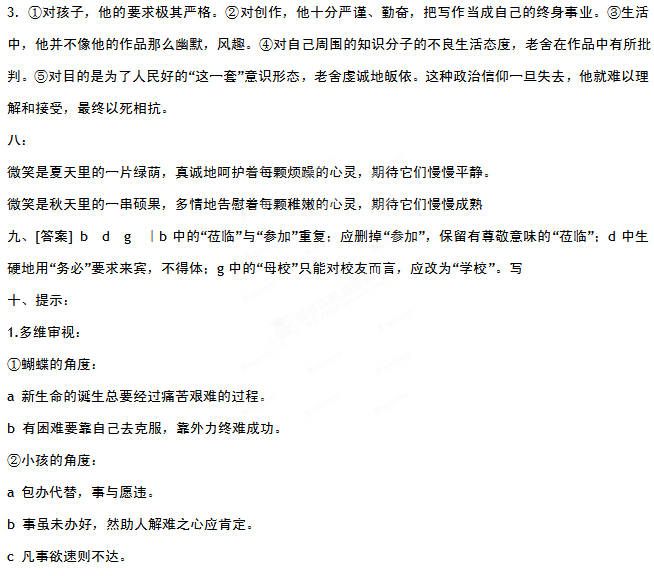 3．①对孩子，他的要求极其严格。②对创作，他十分严谨、勤奋，把写作当成自己的终身事业。③生活
中，他并不像他的作品那么幽默，风趣。④对自己周围的知识分子的不良生活态度，老舍在作品中有所批
判。⑤对目的是为了人民好的“这一套”意识形态，老舍虔诚地皈依。这种政治信仰一旦失去，他就难以理
解和接受，最终以死相抗。
八：
微笑是夏天里的一片绿荫，真诚地呵护着每颗烦躁的心灵，期待它们慢慢平静。
微笑是秋天里的一串硕果，多情地告慰着每颗稚嫩的心灵，期待它们慢慢成熟
九、[答案] b d g ｜b 中的“莅临”与“参加”重复；应删掉“参加”，保留有尊敬意味的“莅临”；d 中生
硬地用“务必”要求来宾，不得体；g 中的“母校”只能对校友而言，应改为“学校”。写
十、提示：
1.多维审视：
①蝴蝶的角度：
a 新生命的诞生总要经过痛苦艰难的过程。
b 有困难要靠自己去克服，靠外力终难成功。
②小孩的角度：
a 包办代替，事与愿违。
b 事虽未办好，然助人解难之心应肯定。
c 凡事欲速则不达。